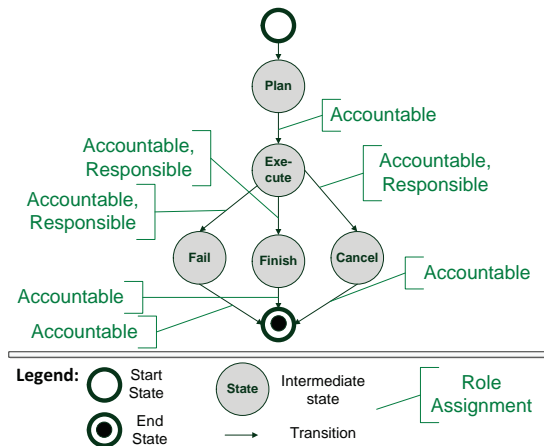 Plan
Accountable
Accountable,
Responsible
Exe-
cute
Accountable,
Responsible
Accountable,
Responsible
Fail
Finish
Cancel
Accountable
Accountable
Accountable
Legend:
Start
State
State
Intermediate
state
Role
Assignment
End
State
Transition